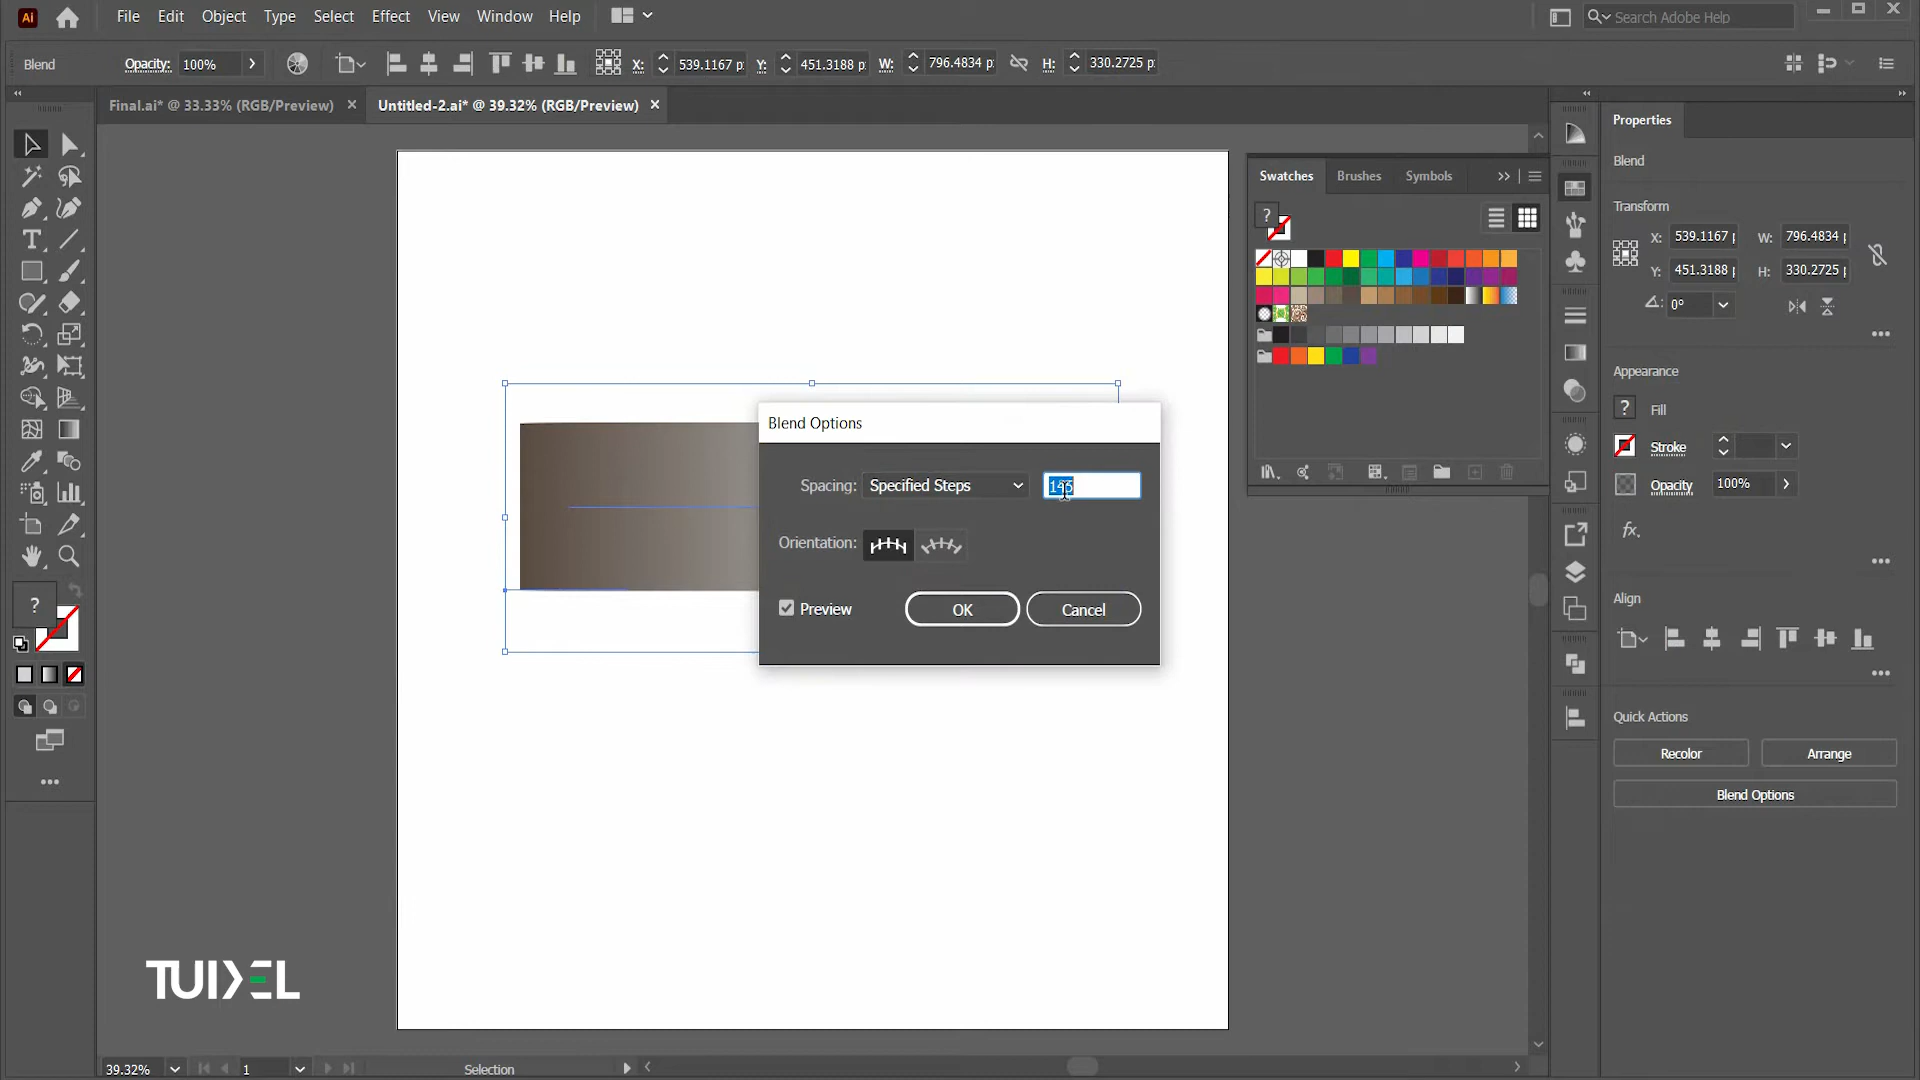 Ai File Edit Object Type Select Effect View Window Help Search Adobe Help
Blend Opacity: 100% X: 539.1167 p Y: 451.3188 p W: 796.4834 p H: 330.2725 p
Final.ai* @ 33.33% (RGB/Preview) × Untitled-2.ai* @ 39.32% (RGB/Preview) ×
Properties
Blend
Transform
X: 539.1167 p W: 796.4834 p
Y: 451.3188 p H: 330.2725 p
0°
Appearance
? Fill
Stroke
Opacity 100%
fx.
Align
Quick Actions
Recolor Arrange
Blend Options
Swatches Brushes Symbols
?
Blend Options
Spacing: Specified Steps
Orientation:
Preview OK Cancel
?
TUIDEL
39.32% 1 Selection